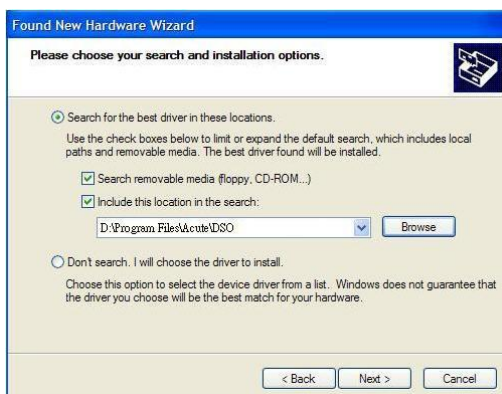 Found New Hardware Wizard
Please choose your search and installation options.
Search for the best driver in these locations.
Use the check boxes below to limit or expand the default search, which includes local
paths and removable media. The best driver found will be installed.
Search removable media (floppy, CD-ROM...)
Include this location in the search:
D:\Program Files\Acute\DSO
Browse
Don't search. I will choose the driver to install.
Choose this option to select the device driver from a list. Windows does not guarantee that
the driver you choose will be the best match for your hardware.
< Back
Next >
Cancel